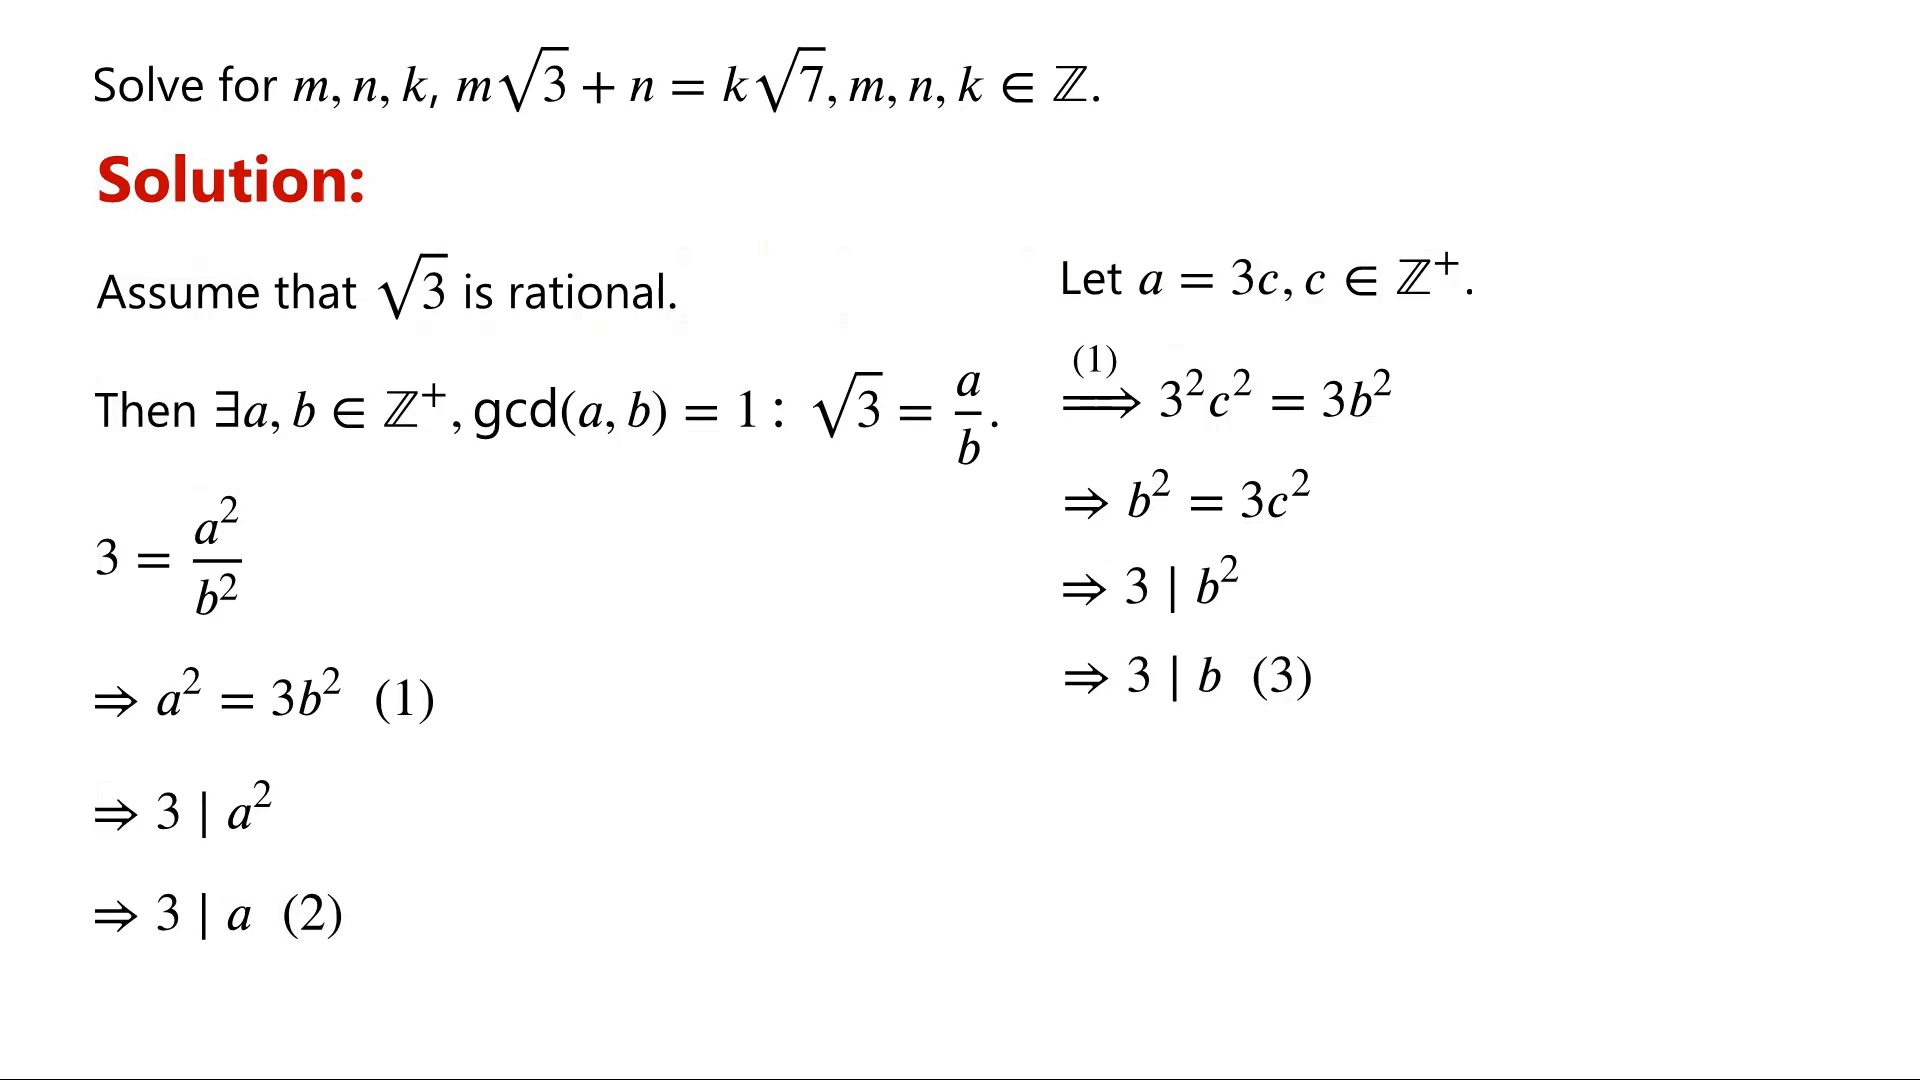 Solve for m, n, k, m√3 + n = k√7, m, n, k ∈ ℤ.
Solution:
Assume that √3 is rational.
Then ∃a, b ∈ ℤ⁺, gcd(a, b) = 1 : √3 = a/b.
3 = a²/b²
⇒ a² = 3b² (1)
⇒ 3 | a²
⇒ 3 | a (2)
Let a = 3c, c ∈ ℤ⁺.
(1)
⟹ 3²c² = 3b²
⇒ b² = 3c²
⇒ 3 | b²
⇒ 3 | b (3)